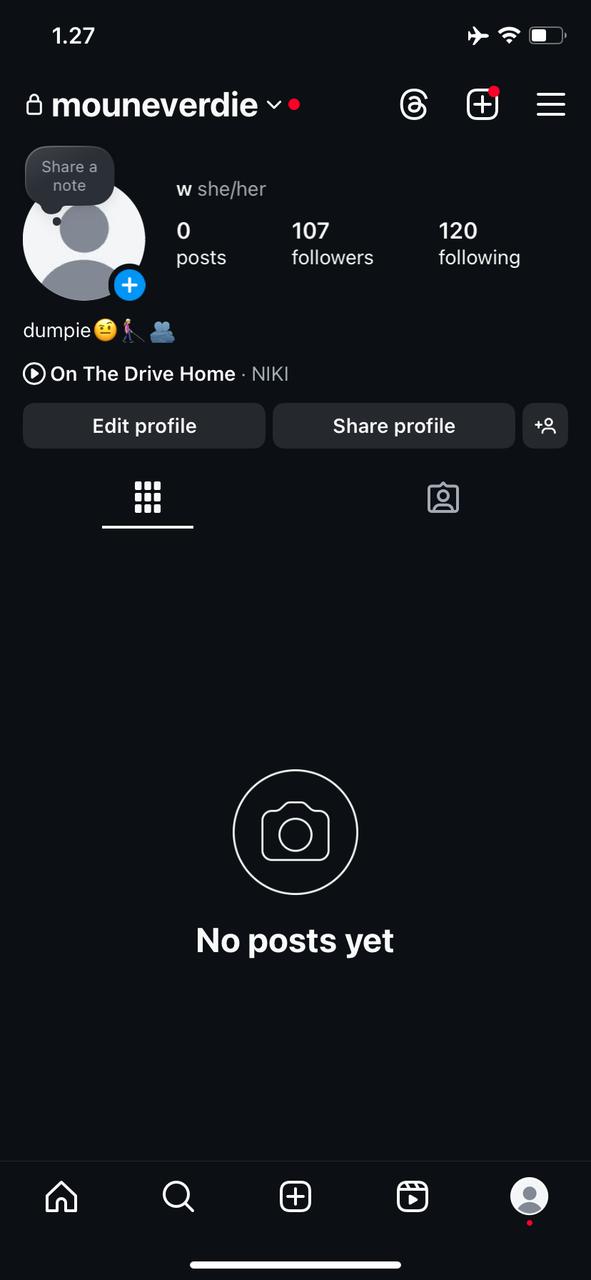 1.27
mouneverdie
Share a
note
w she/her
0 107 120
posts followers following
dumpie🤨👩🏼‍🦯🫂
On The Drive Home · NIKI
Edit profile Share profile
No posts yet